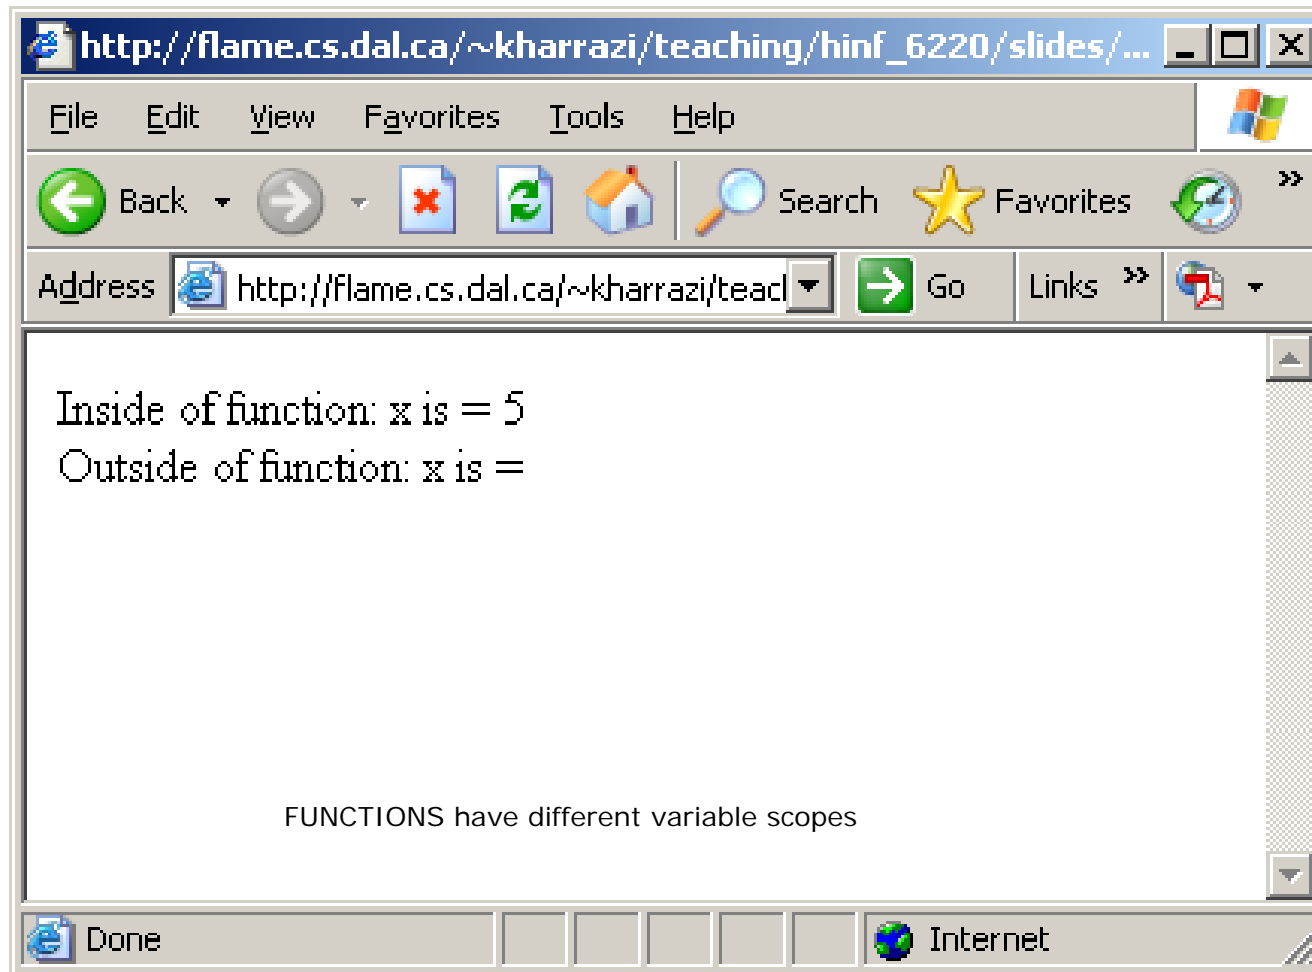 http://flame.cs.dal.ca/~kharrazi/teaching/hinf_6220/slides/...
File Edit View Favorites Tools Help
Back Search Favorites »
Address http://flame.cs.dal.ca/~kharrazi/teacl Go Links »
Inside of function: x is = 5
Outside of function: x is =
FUNCTIONS have different variable scopes
Done Internet